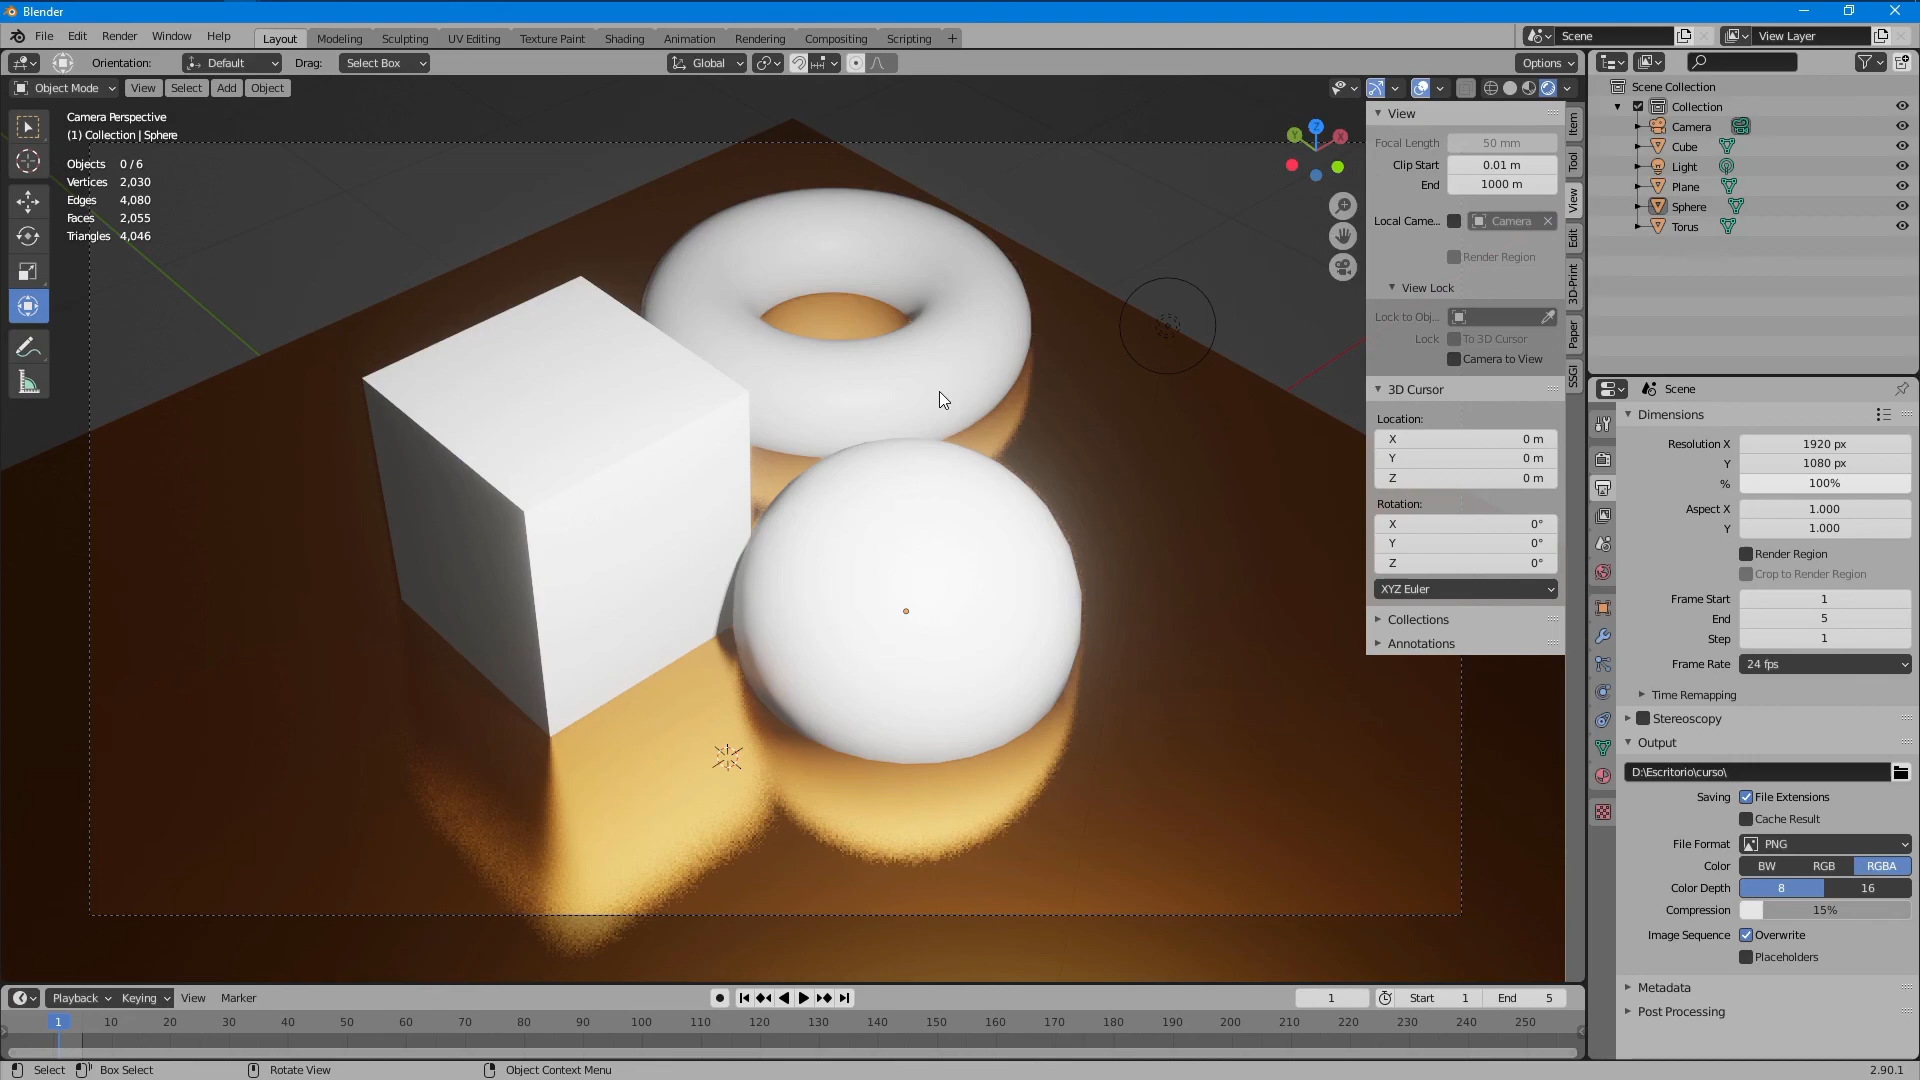 Blender
File Edit Render Window Help
Layout Modeling Sculpting UV Editing Texture Paint Shading Animation Rendering Compositing Scripting +
Scene View Layer
Orientation: Default Drag: Select Box Global Options
Object Mode View Select Add Object
Camera Perspective
(1) Collection | Sphere
Objects 0 / 6
Vertices 2,030
Edges 4,080
Faces 2,055
Triangles 4,046
Z
Y
X
View
Focal Length 50 mm
Clip Start 0.01 m
End 1000 m
Local Came... Camera
Render Region
View Lock
Lock to Obj...
Lock To 3D Cursor
Camera to View
3D Cursor
Location:
X 0 m
Y 0 m
Z 0 m
Rotation:
X 0°
Y 0°
Z 0°
XYZ Euler
Collections
Annotations
Item
Tool
View
Edit
3D-Print
Paper
SSGI
Scene Collection
Collection
Camera
Cube
Light
Plane
Sphere
Torus
Scene
Dimensions
Resolution X 1920 px
Y 1080 px
% 100%
Aspect X 1.000
Y 1.000
Render Region
Crop to Render Region
Frame Start 1
End 5
Step 1
Frame Rate 24 fps
Time Remapping
Stereoscopy
Output
D:\Escritorio\curso\
Saving File Extensions
Cache Result
File Format PNG
Color BW RGB RGBA
Color Depth 8 16
Compression 15%
Image Sequence Overwrite
Placeholders
Metadata
Post Processing
Playback Keying View Marker 1 Start 1 End 5
1 10 20 30 40 50 60 70 80 90 100 110 120 130 140 150 160 170 180 190 200 210 220 230 240 250
Select Box Select Rotate View Object Context Menu 2.90.1